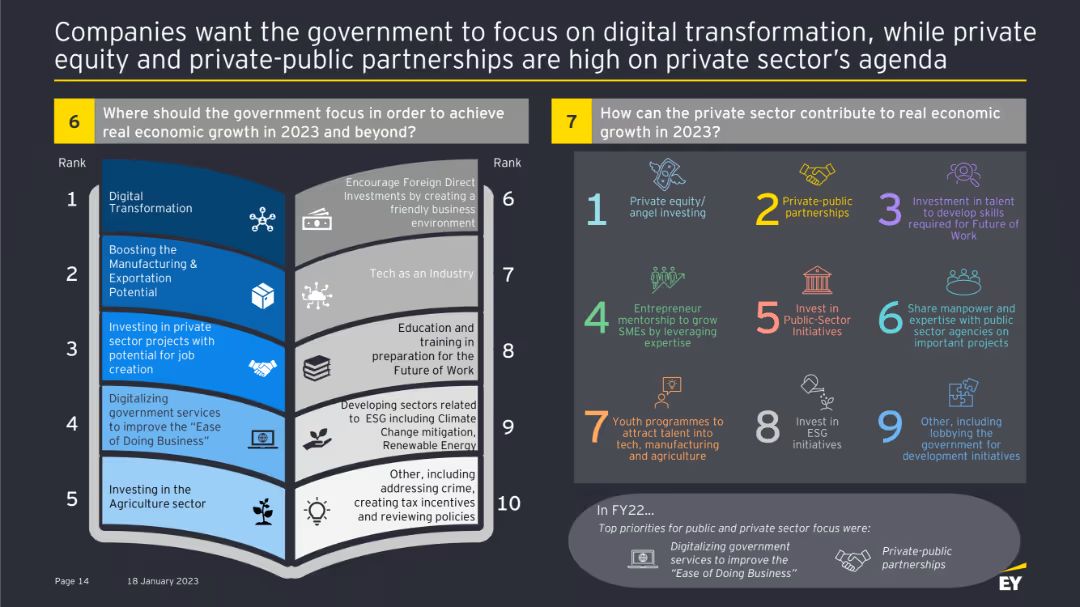 Companies want the government to focus on digital transformation, while private
equity and private-public partnerships are high on private sector's agenda
6
Where should the government focus in order to achieve
real economic growth in 2023 and beyond?
Rank
1
Digital
Transformation
2
Boosting the
Manufacturing &
Exportation
Potential
3
Investing in private
sector projects with
potential for job
creation
4
Digitalizing
government services
to improve the “Ease
of Doing Business”
5
Investing in the
Agriculture sector
Rank
6
Encourage Foreign Direct
Investments by creating a
friendly business
environment
7
Tech as an Industry
8
Education and
training in
preparation for the
Future of Work
9
Developing sectors related
to ESG including Climate
Change mitigation,
Renewable Energy
10
Other, including
addressing crime,
creating tax incentives
and reviewing policies
7
How can the private sector contribute to real economic
growth in 2023?
1
Private equity/
angel investing
2
Private-public
partnerships
3
Investment in talent
to develop skills
required for Future of
Work
4
Entrepreneur
mentorship to grow
SMEs by leveraging
expertise
5
Invest in
Public-Sector
Initiatives
6
Share manpower and
expertise with public
sector agencies on
important projects
7
Youth programmes to
attract talent into
tech, manufacturing
and agriculture
8
Invest in
ESG
initiatives
9
Other, including
lobbying the
government for
development initiatives
In FY22...
Top priorities for public and private sector focus were:
Digitalizing government
services to improve the
“Ease of Doing Business”
Private-public
partnerships
Page 14
18 January 2023
EY